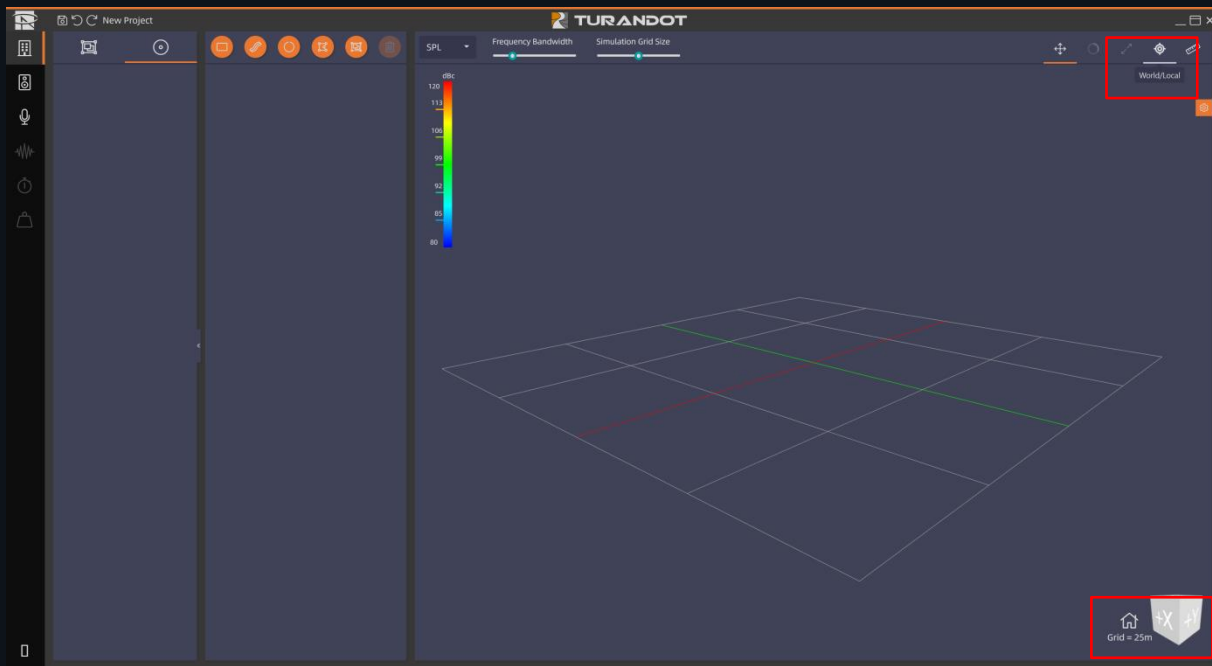 New Project
TURANDOT
SPL
Frequency Bandwidth
Simulation Grid Size
World/Local
dBc
120
113
106
99
92
85
80
+X
+Y
Grid = 25m